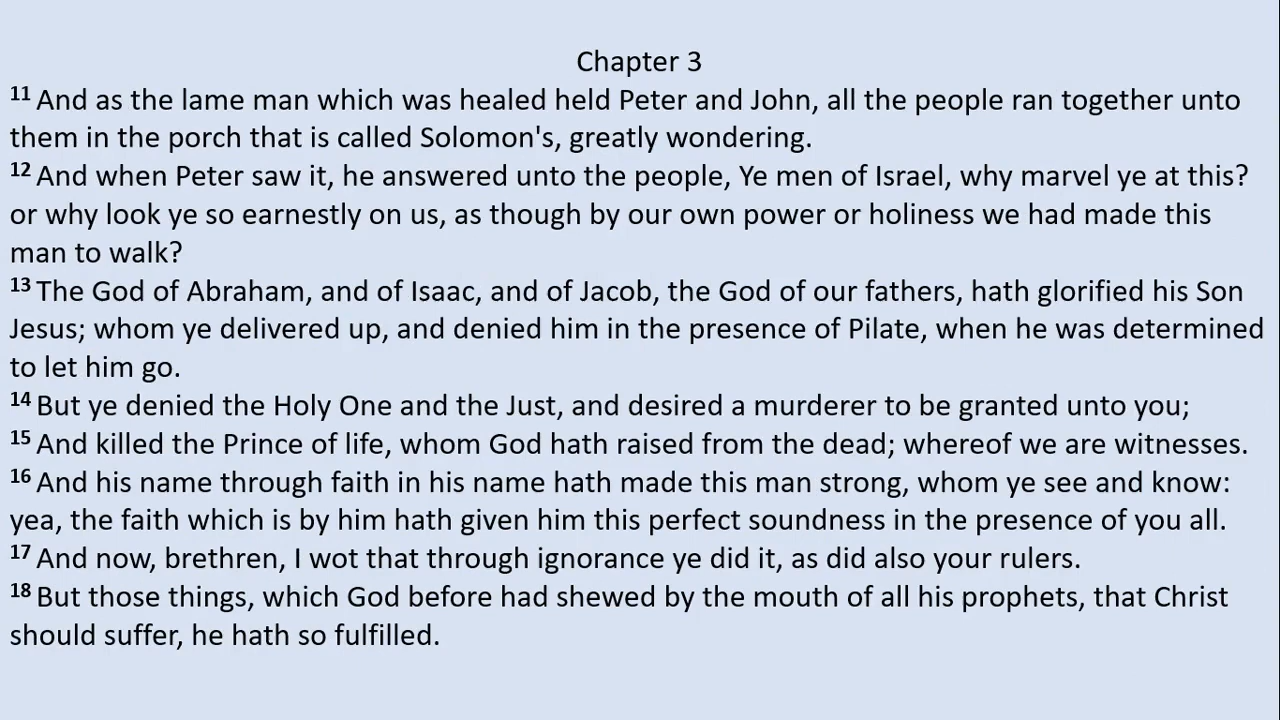 Chapter 3
11 And as the lame man which was healed held Peter and John, all the people ran together unto
them in the porch that is called Solomon's, greatly wondering.
12 And when Peter saw it, he answered unto the people, Ye men of Israel, why marvel ye at this?
or why look ye so earnestly on us, as though by our own power or holiness we had made this
man to walk?
13 The God of Abraham, and of Isaac, and of Jacob, the God of our fathers, hath glorified his Son
Jesus; whom ye delivered up, and denied him in the presence of Pilate, when he was determined
to let him go.
14 But ye denied the Holy One and the Just, and desired a murderer to be granted unto you;
15 And killed the Prince of life, whom God hath raised from the dead; whereof we are witnesses.
16 And his name through faith in his name hath made this man strong, whom ye see and know:
yea, the faith which is by him hath given him this perfect soundness in the presence of you all.
17 And now, brethren, I wot that through ignorance ye did it, as did also your rulers.
18 But those things, which God before had shewed by the mouth of all his prophets, that Christ
should suffer, he hath so fulfilled.